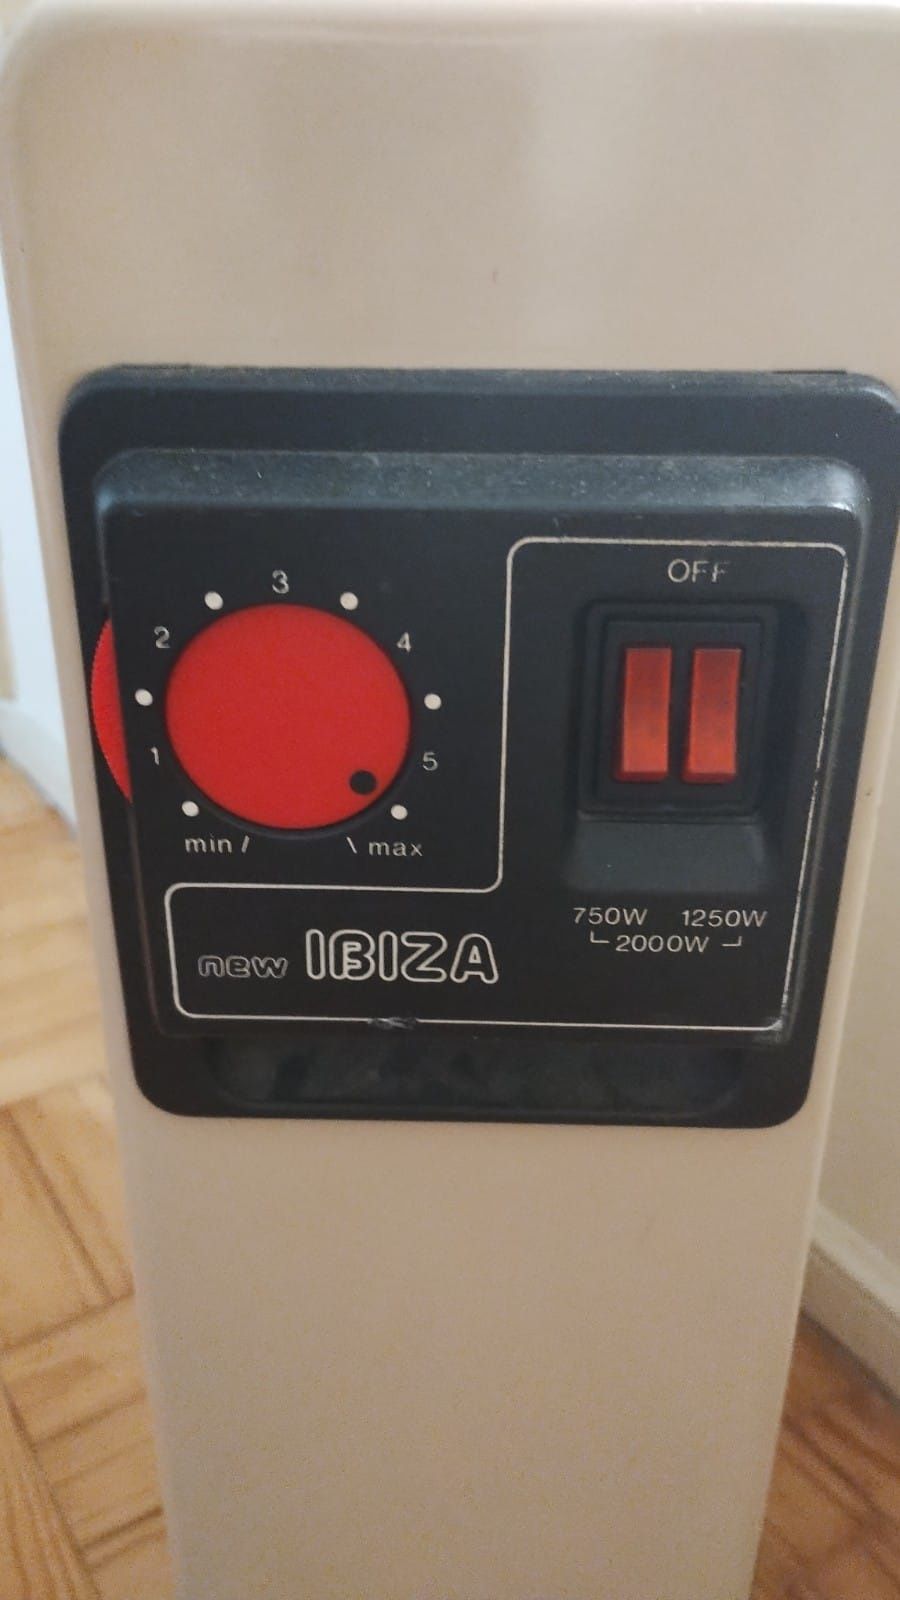 3
2 4
1 5
min / \ max
OFF
750W 1250W
2000W
new IBIZA